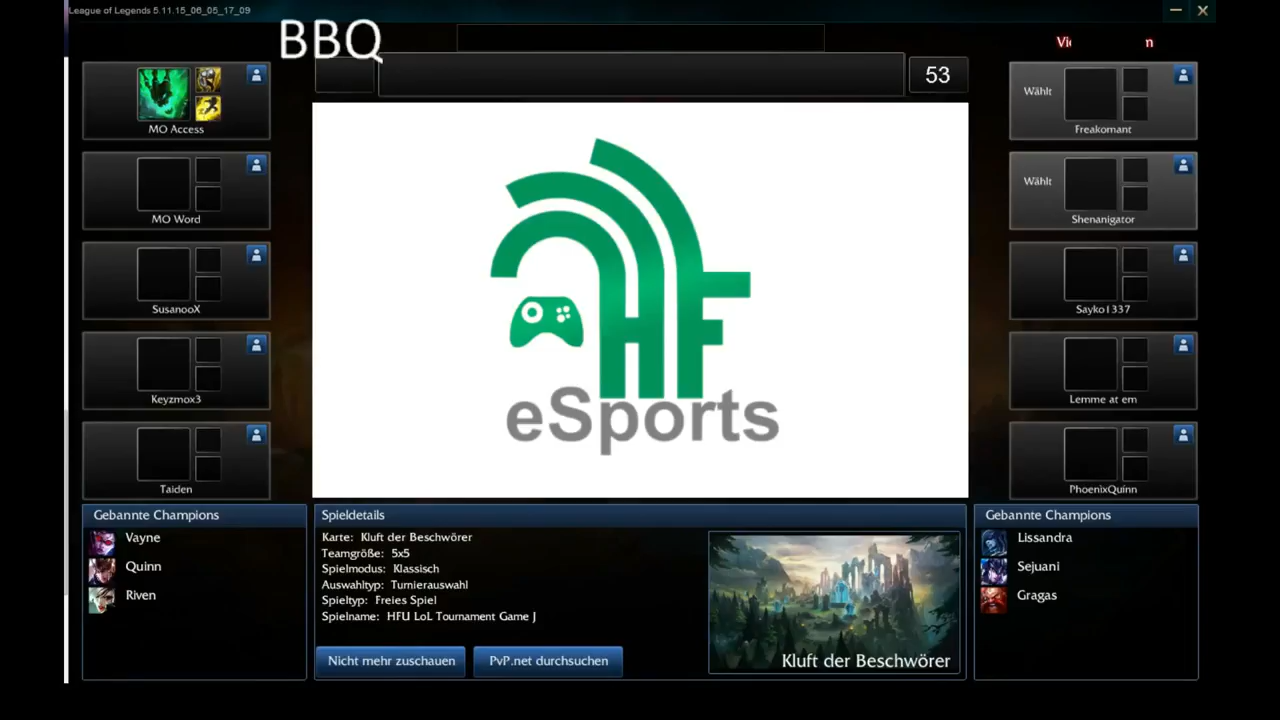 League of Legends 5.11.15_06_05_17_09
BBQ
53
MO Access
MO Word
SusanooX
Keyzmox3
Taiden
HF
eSports
Wählt
Freakomant
Wählt
Shenanigator
Sayko1337
Lemme at em
PhoenixQuinn
Gebannte Champions
Vayne
Quinn
Riven
Spieldetails
Karte: Kluft der Beschwörer
Teamgröße: 5x5
Spielmodus: Klassisch
Auswahltyp: Turnierauswahl
Spieltyp: Freies Spiel
Spielname: HFU LoL Tournament Game J
Nicht mehr zuschauen
PvP.net durchsuchen
Kluft der Beschwörer
Gebannte Champions
Lissandra
Sejuani
Gragas